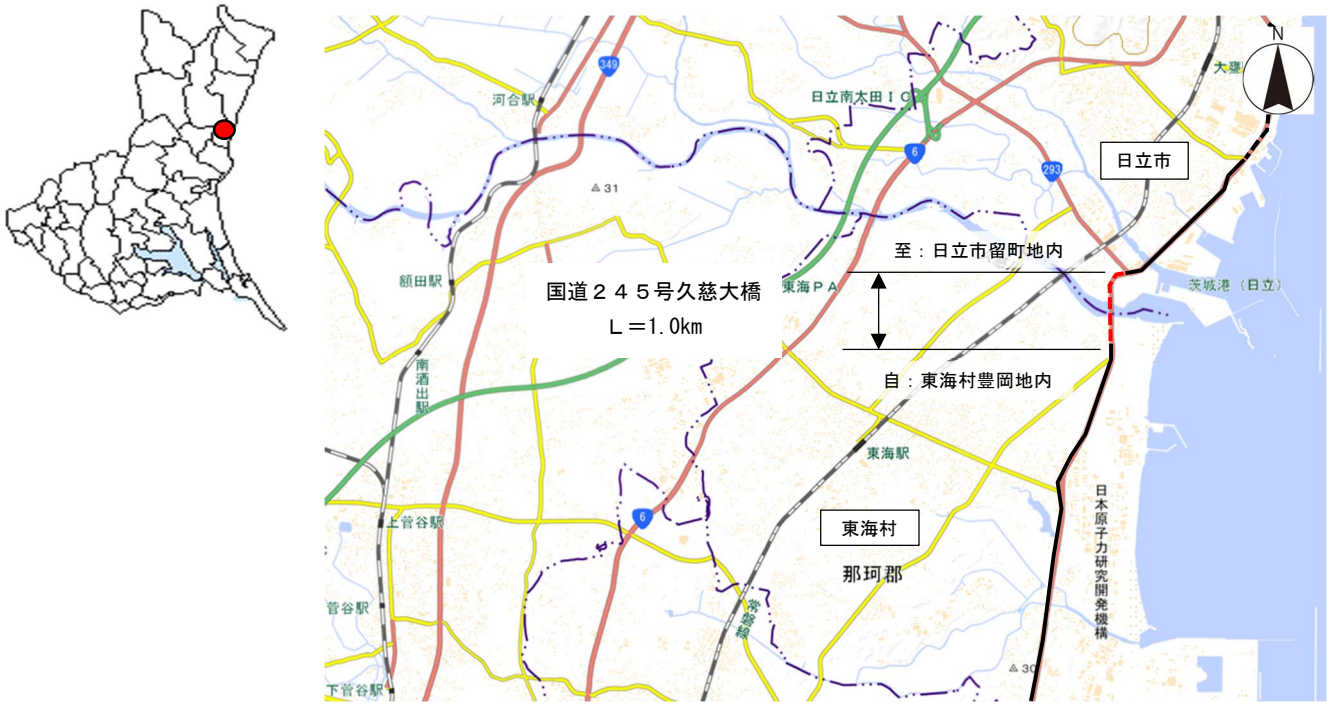 N
大甕
349
河合駅
日立南太田IC
6
日立市
293
31
至：日立市留町地内
額田駅
国道２４５号久慈大橋
L＝1.0km
東海PA
茨城港（日立）
自：東海村豊岡地内
南酒出駅
東海駅
日本原子力研究開発機構
6
上菅谷駅
東海村
那珂郡
菅谷駅
常磐線
30
下菅谷駅